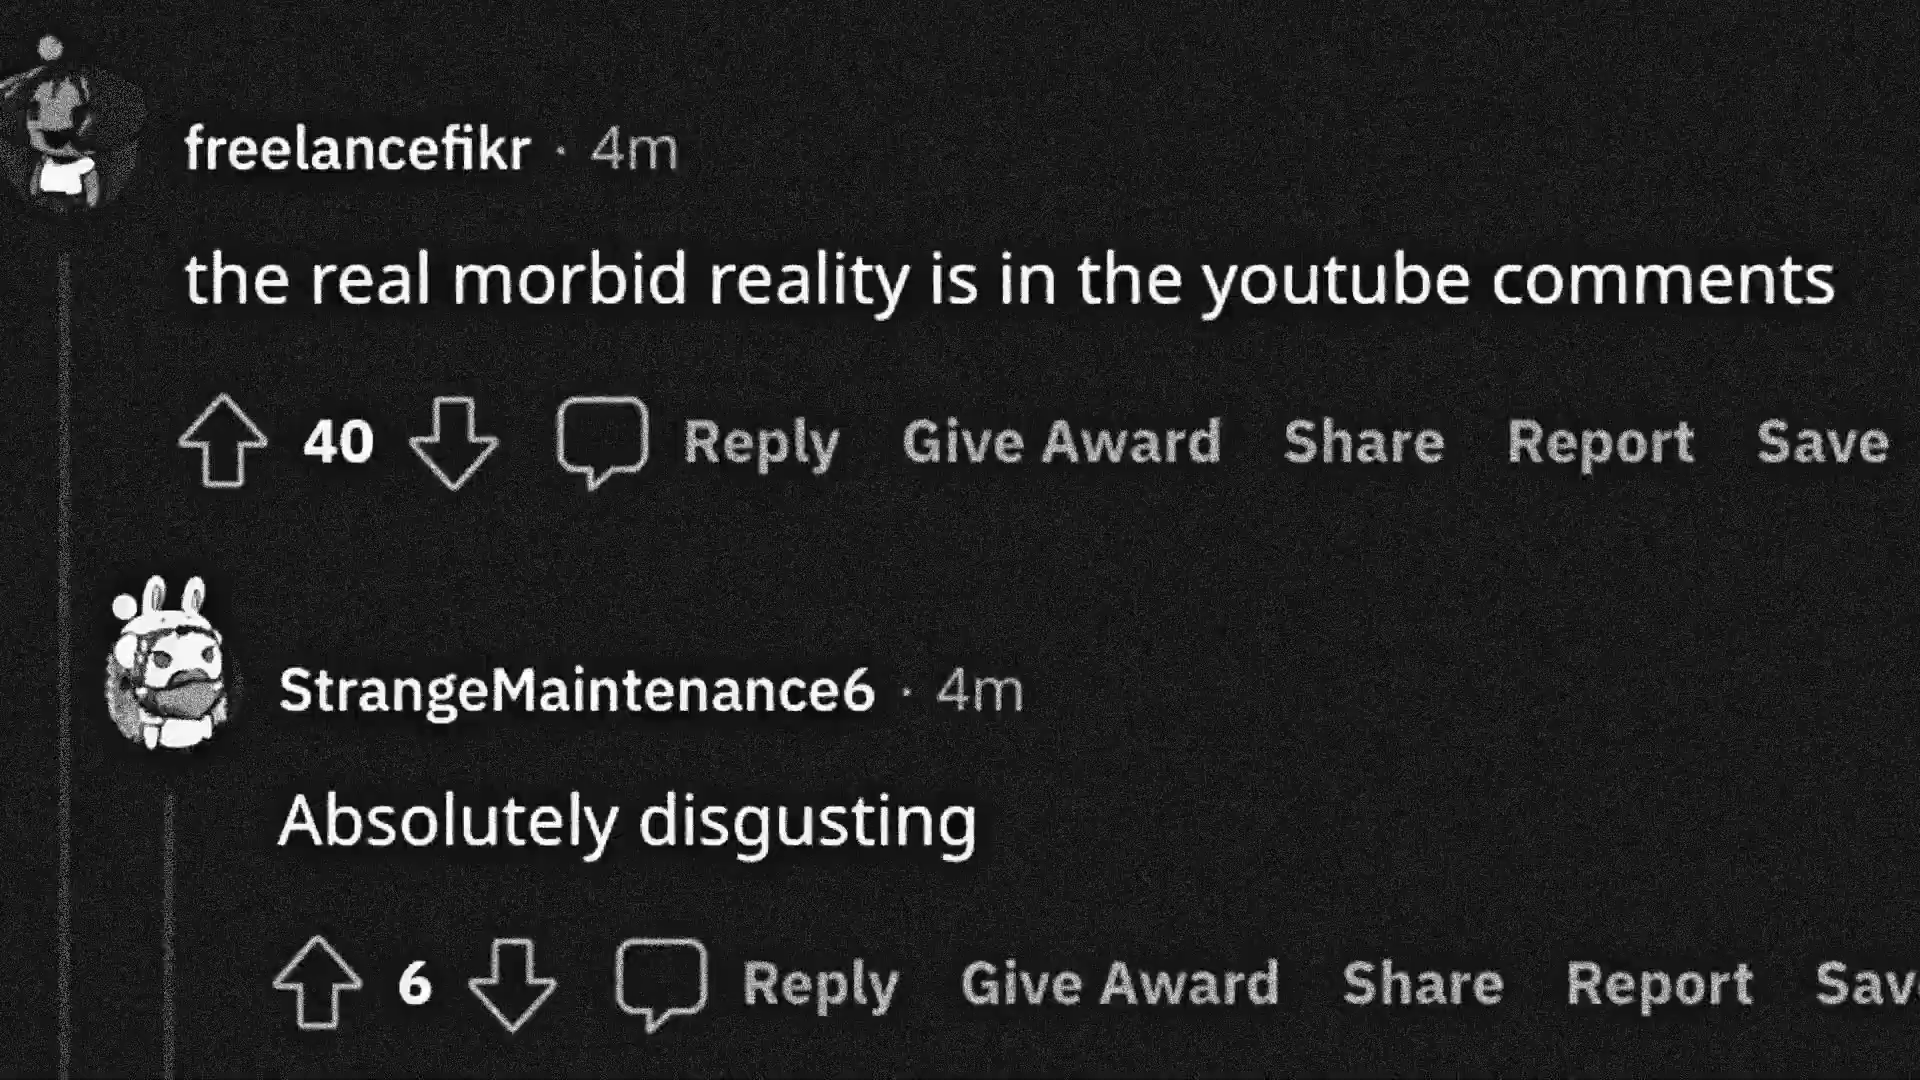 freelancefikr · 4m
the real morbid reality is in the youtube comments
40 Reply Give Award Share Report Save
StrangeMaintenance6 · 4m
Absolutely disgusting
6 Reply Give Award Share Report Sav